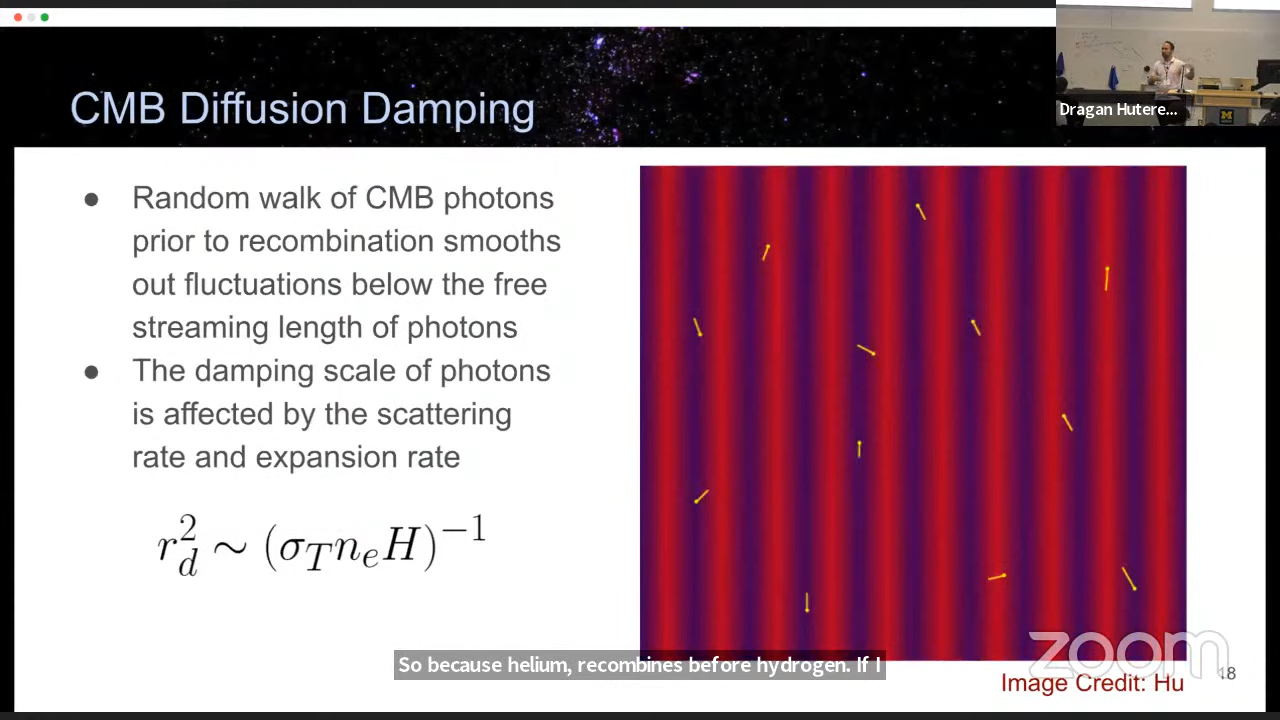 CMB Diffusion Damping
Dragan Hutere...
● Random walk of CMB photons
prior to recombination smooths
out fluctuations below the free
streaming length of photons
● The damping scale of photons
is affected by the scattering
rate and expansion rate
r_d^2 ∼ (σ_T n_e H)^{−1}
So because helium, recombines before hydrogen. If I
zoom
18
Image Credit: Hu
M